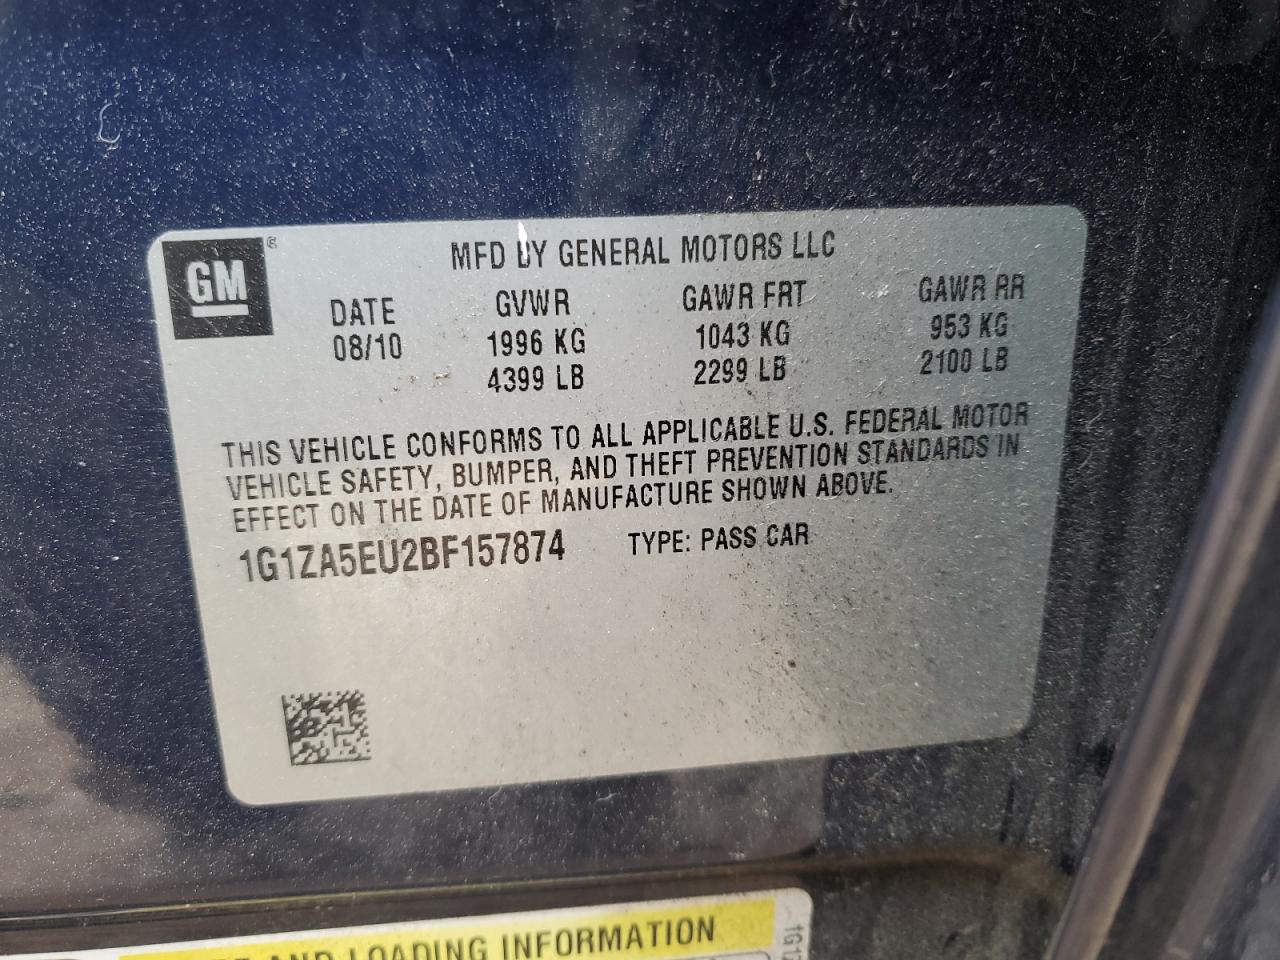 GM ®
MFD BY GENERAL MOTORS LLC
DATE GVWR GAWR FRT GAWR RR
08/10 1996 KG 1043 KG 953 KG
4399 LB 2299 LB 2100 LB
THIS VEHICLE CONFORMS TO ALL APPLICABLE U.S. FEDERAL MOTOR
VEHICLE SAFETY, BUMPER, AND THEFT PREVENTION STANDARDS IN
EFFECT ON THE DATE OF MANUFACTURE SHOWN ABOVE.
1G1ZA5EU2BF157874 TYPE: PASS CAR
AND LOADING INFORMATION